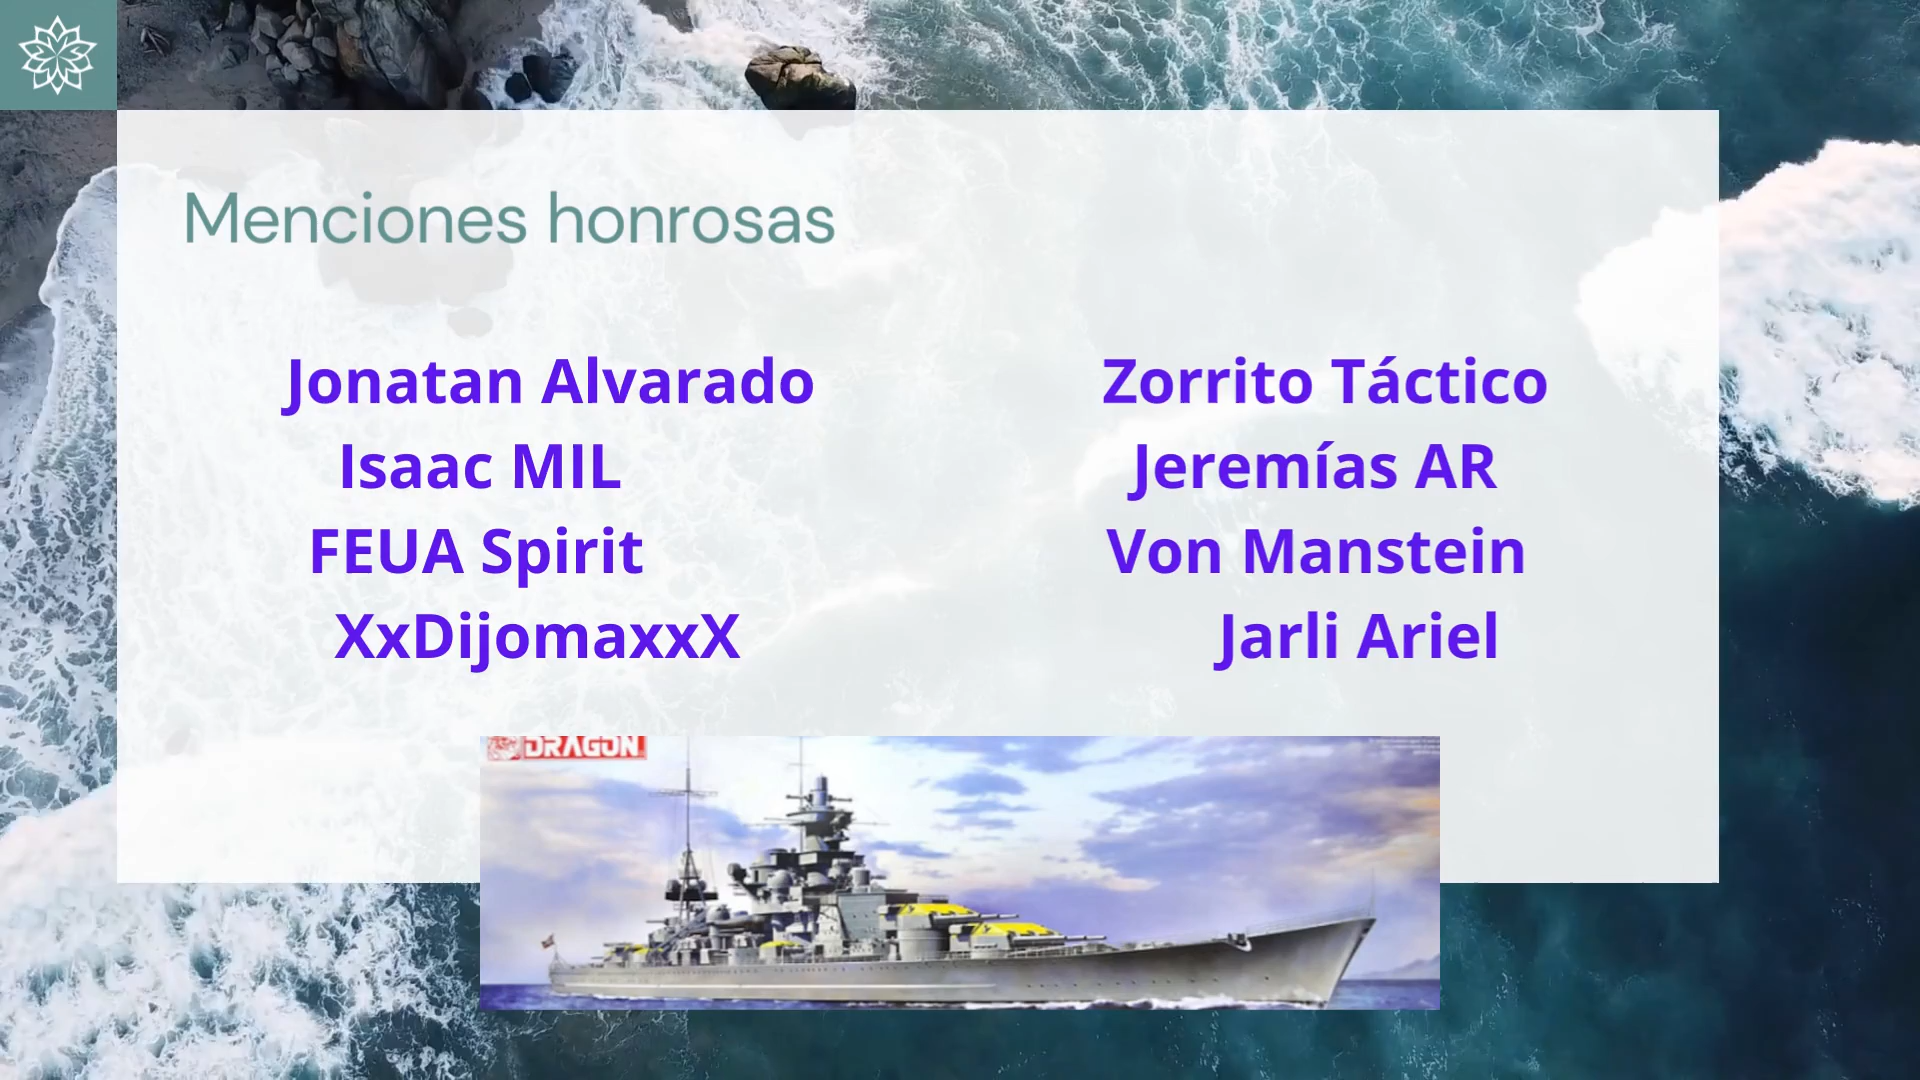 Menciones honrosas
Jonatan Alvarado
Isaac MIL
FEUA Spirit
XxDijomaxxX
Zorrito Táctico
Jeremías AR
Von Manstein
Jarli Ariel
DRAGON